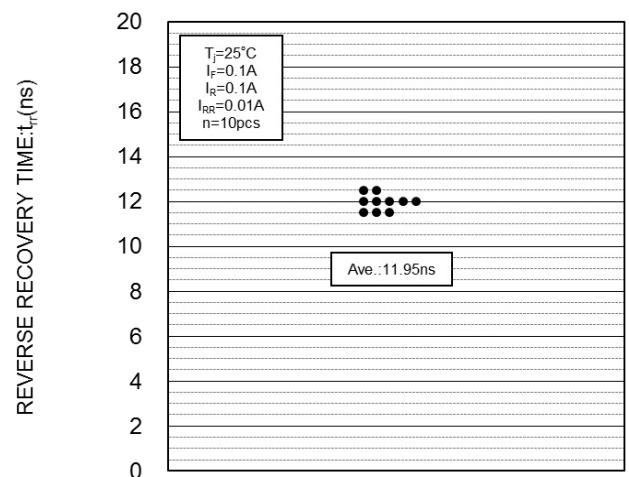 REVERSE RECOVERY TIME:trr(ns)
20
18
16
14
12
10
8
6
4
2
0
Tj=25°C
IF=0.1A
IR=0.1A
IRR=0.01A
n=10pcs
Ave.:11.95ns